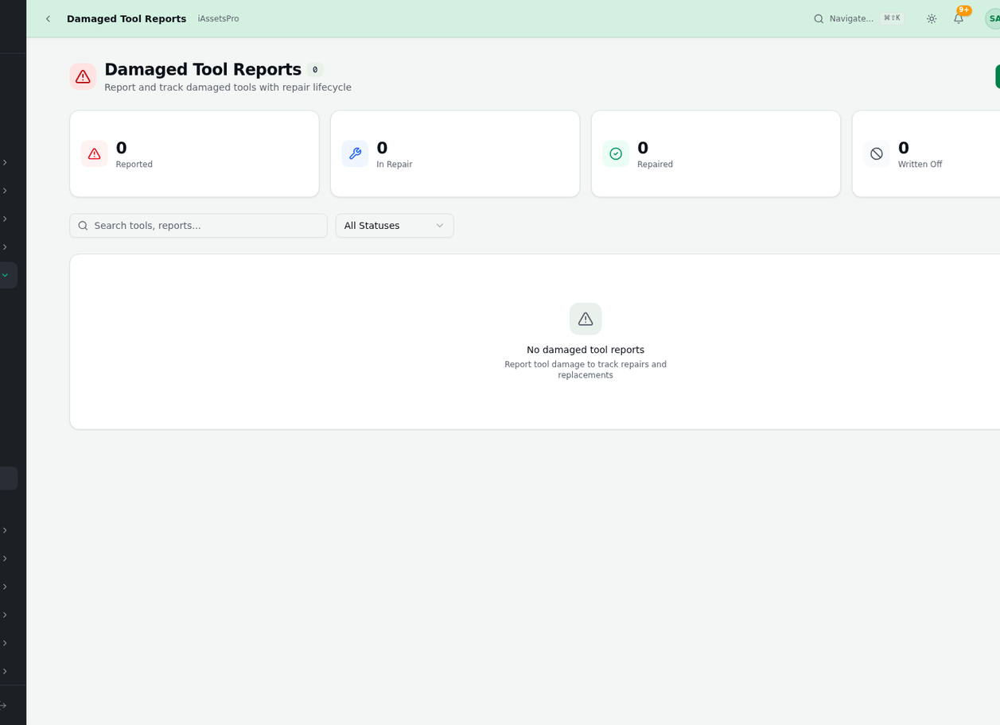 Damaged Tool Reports iAssetsPro Navigate... ⌘⇧K 9+ SA
Damaged Tool Reports 0
Report and track damaged tools with repair lifecycle
0 0 0 0
Reported In Repair Repaired Written Off
Search tools, reports... All Statuses
No damaged tool reports
Report tool damage to track repairs and
replacements